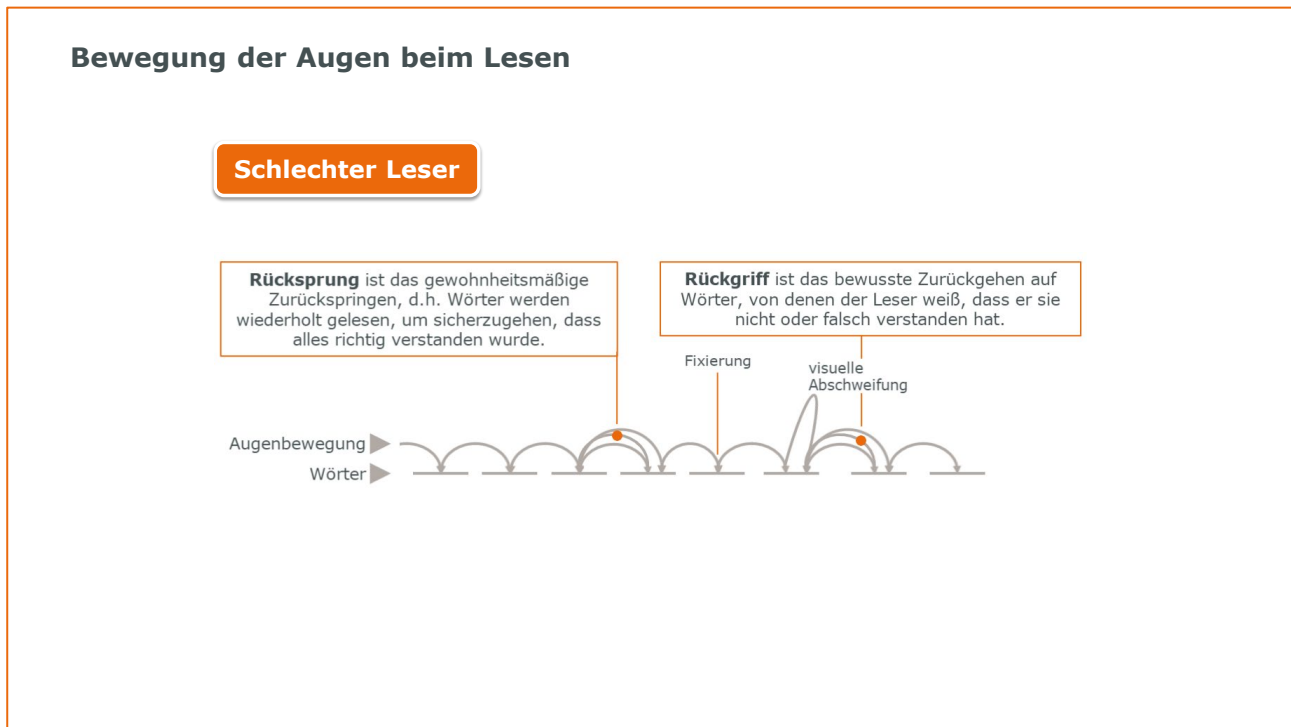 Bewegung der Augen beim Lesen
Schlechter Leser
Rücksprung ist das gewohnheitsmäßige
Zurückspringen, d.h. Wörter werden
wiederholt gelesen, um sicherzugehen, dass
alles richtig verstanden wurde.
Rückgriff ist das bewusste Zurückgehen auf
Wörter, von denen der Leser weiß, dass er sie
nicht oder falsch verstanden hat.
Fixierung
visuelle
Abschweifung
Augenbewegung
Wörter